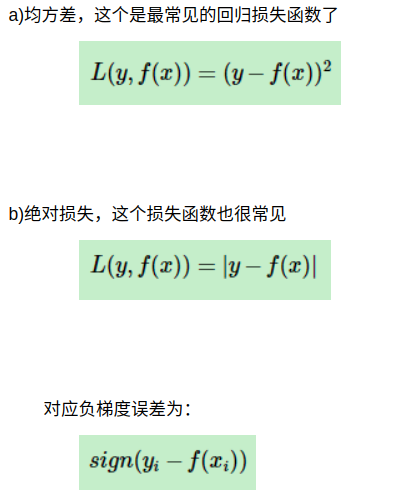 a)均方差，这个是最常见的回归损失函数了
L(y, f(x)) = (y − f(x))²
b)绝对损失，这个损失函数也很常见
L(y, f(x)) = |y − f(x)|
对应负梯度误差为：
sign(yᵢ − f(xᵢ))